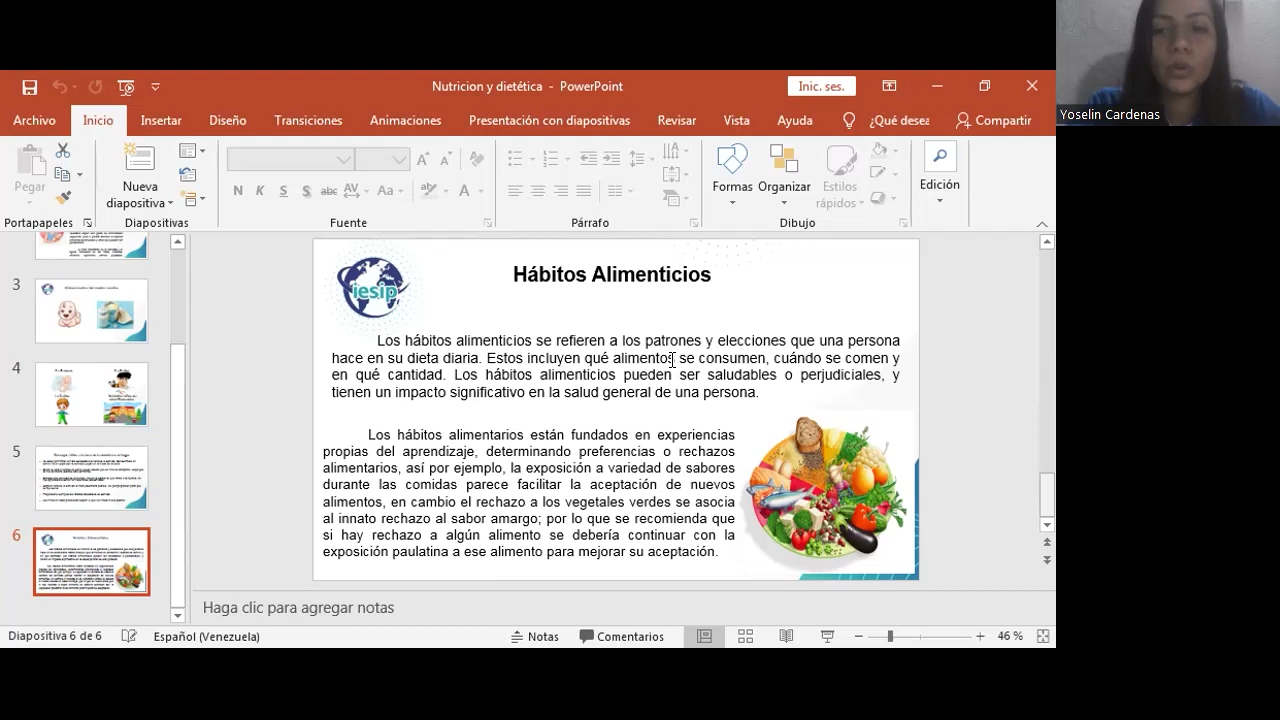 Nutricion y dietética - PowerPoint
Inic. ses.
Yoselin Cardenas
Archivo Inicio Insertar Diseño Transiciones Animaciones Presentación con diapositivas Revisar Vista Ayuda ¿Qué desea Compartir
Pegar
Nueva
diapositiva
N K S S abc AV Aa A
Formas Organizar Estilos
rápidos
Edición
Portapapeles Diapositivas Fuente Párrafo Dibujo
3
4
5
6
iesip
Hábitos Alimenticios
Los hábitos alimenticios se refieren a los patrones y elecciones que una persona
hace en su dieta diaria. Estos incluyen qué alimentos se consumen, cuándo se comen y
en qué cantidad. Los hábitos alimenticios pueden ser saludables o perjudiciales, y
tienen un impacto significativo en la salud general de una persona.
Los hábitos alimentarios están fundados en experiencias
propias del aprendizaje, determinando preferencias o rechazos
alimentarios, así por ejemplo, la exposición a variedad de sabores
durante las comidas parece facilitar la aceptación de nuevos
alimentos, en cambio el rechazo a los vegetales verdes se asocia
al innato rechazo al sabor amargo; por lo que se recomienda que
si hay rechazo a algún alimento se debería continuar con la
exposición paulatina a ese alimento para mejorar su aceptación.
Haga clic para agregar notas
Diapositiva 6 de 6 Español (Venezuela) Notas Comentarios 46 %